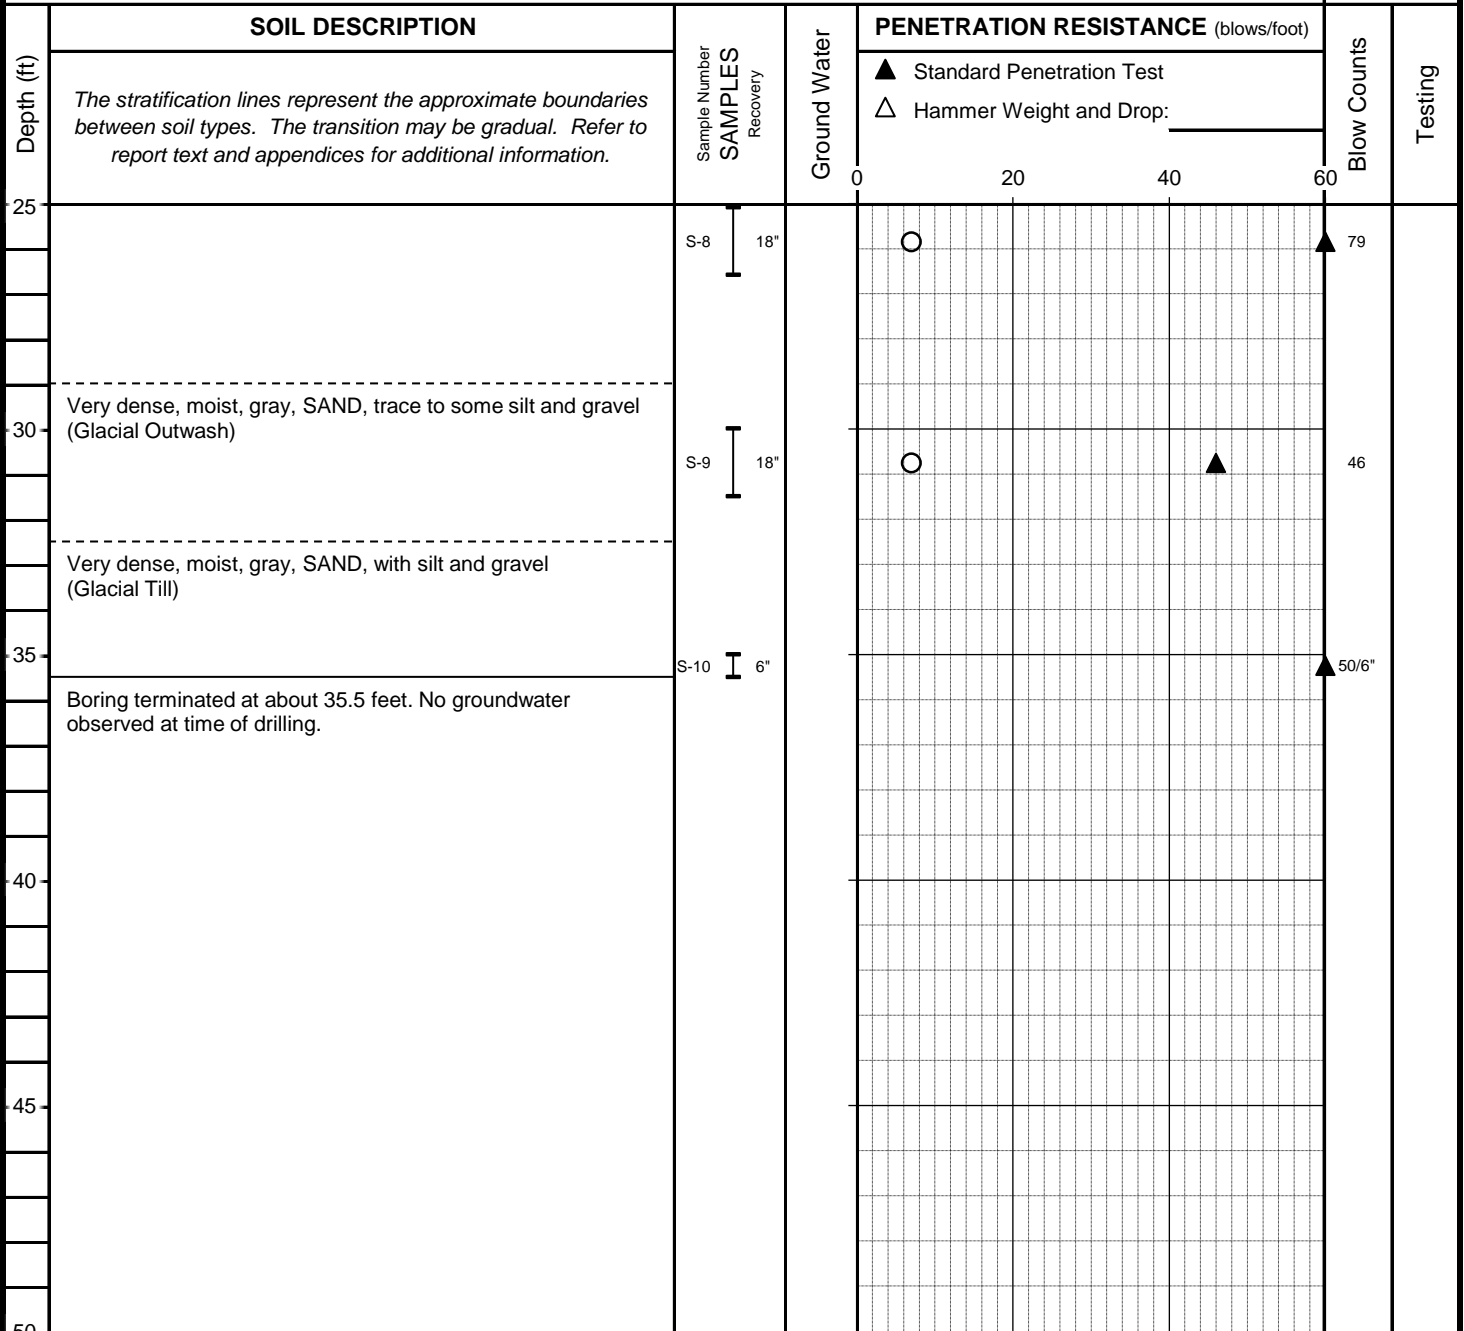 SOIL DESCRIPTION
The stratification lines represent the approximate boundaries
between soil types.  The transition may be gradual.  Refer to
report text and appendices for additional information.
Depth (ft)
Sample Number
SAMPLES
Recovery
Ground Water
PENETRATION RESISTANCE (blows/foot)
▲ Standard Penetration Test
△ Hammer Weight and Drop:
0 20 40 60
Blow Counts
Testing
25
S-8 18" 79
Very dense, moist, gray, SAND, trace to some silt and gravel
(Glacial Outwash)
30
S-9 18" 46
Very dense, moist, gray, SAND, with silt and gravel
(Glacial Till)
35
S-10 6" 50/6"
Boring terminated at about 35.5 feet. No groundwater
observed at time of drilling.
40
45
50